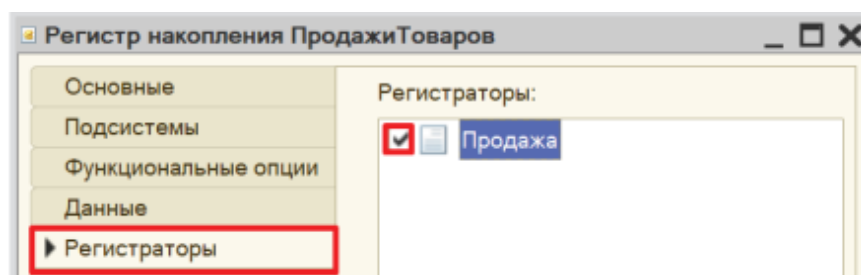 Регистр накопления ПродажиТоваров
Основные
Подсистемы
Функциональные опции
Данные
Регистраторы
Регистраторы:
Продажа